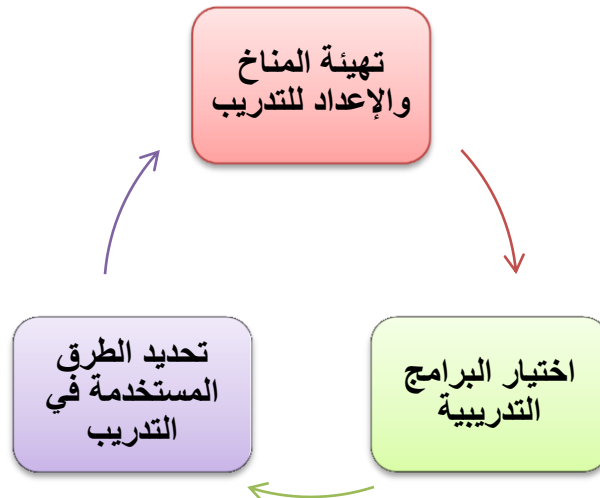 تهيئة المناخ
والإعداد للتدريب
اختيار البرامج
التدريبية
تحديد الطرق
المستخدمة في
التدريب